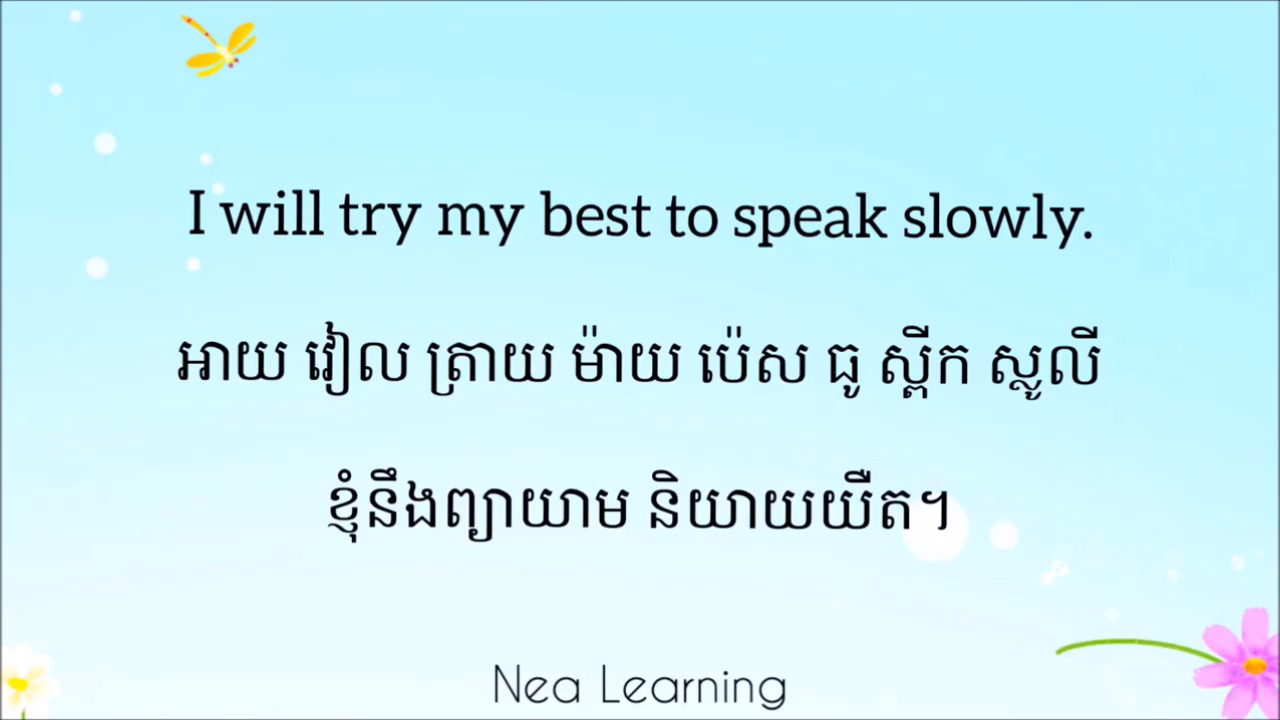 I will try my best to speak slowly.
អាយ វៀល ត្រាយ ម៉ាយ ប៉េស ធូ ស្ពីក ស្លូលី
ខ្ញុំនឹងព្យាយាម និយាយយឺត។
Nea Learning